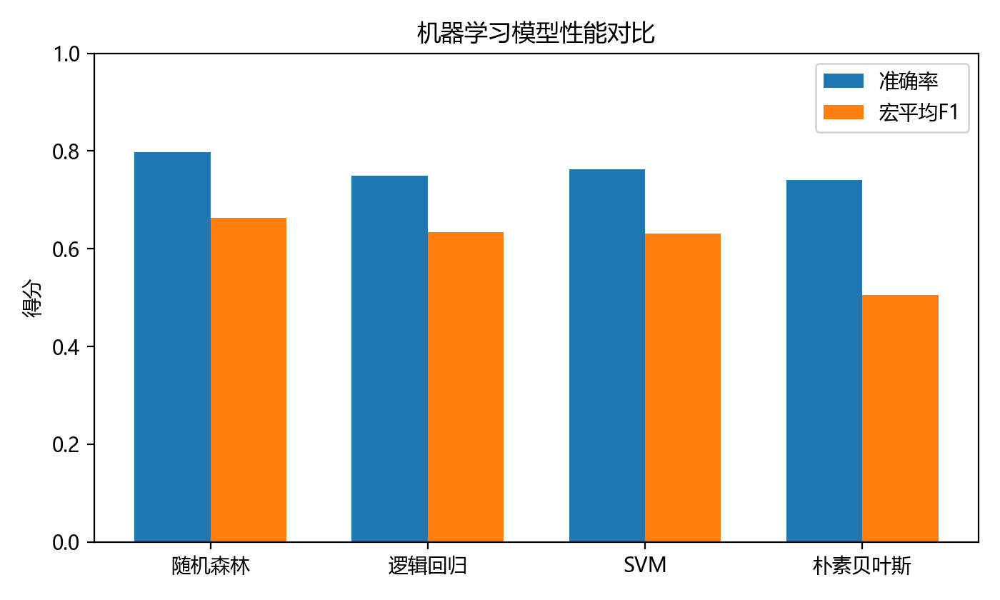 机器学习模型性能对比
准确率
宏平均F1
得分
1.0
0.8
0.6
0.4
0.2
0.0
随机森林
逻辑回归
SVM
朴素贝叶斯